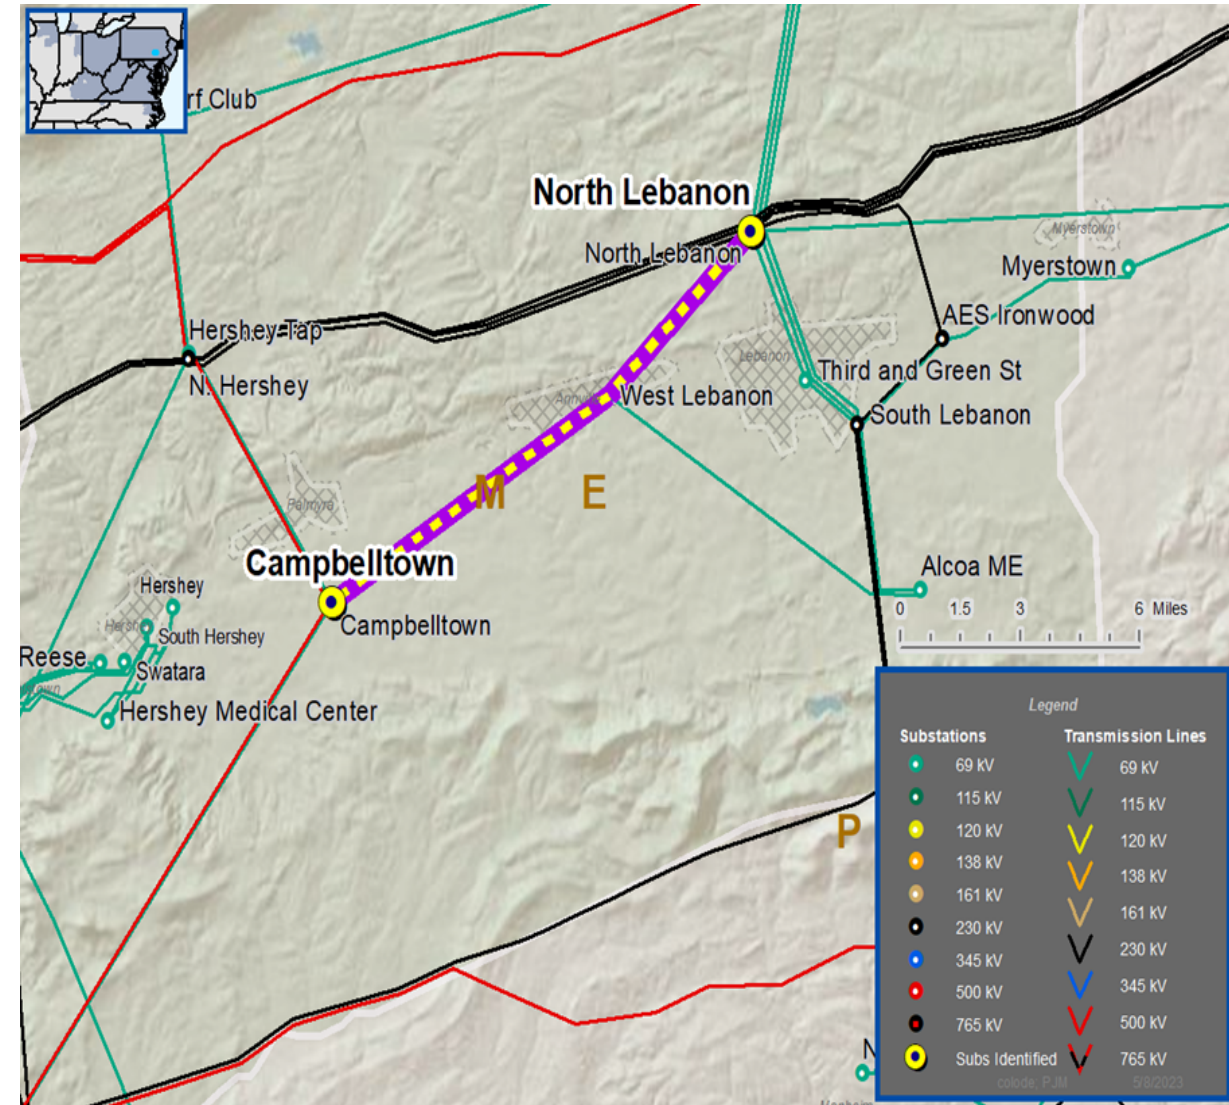 rf Club
North Lebanon
North Lebanon
Myerstown
Myerstown
Hershey Tap
N. Hershey
AES Ironwood
Lebanon
Third and Green St
West Lebanon
South Lebanon
M E
Palmyra
Campbelltown
Campbelltown
Alcoa ME
0 1.5 3 6 Miles
Hershey
South Hershey
Reese
Swatara
Hershey Medical Center
P
N
Legend
Substations Transmission Lines
69 kV 69 kV
115 kV 115 kV
120 kV 120 kV
138 kV 138 kV
161 kV 161 kV
230 kV 230 kV
345 kV 345 kV
500 kV 500 kV
765 kV 765 kV
Subs Identified
colode; PJM 5/8/2023